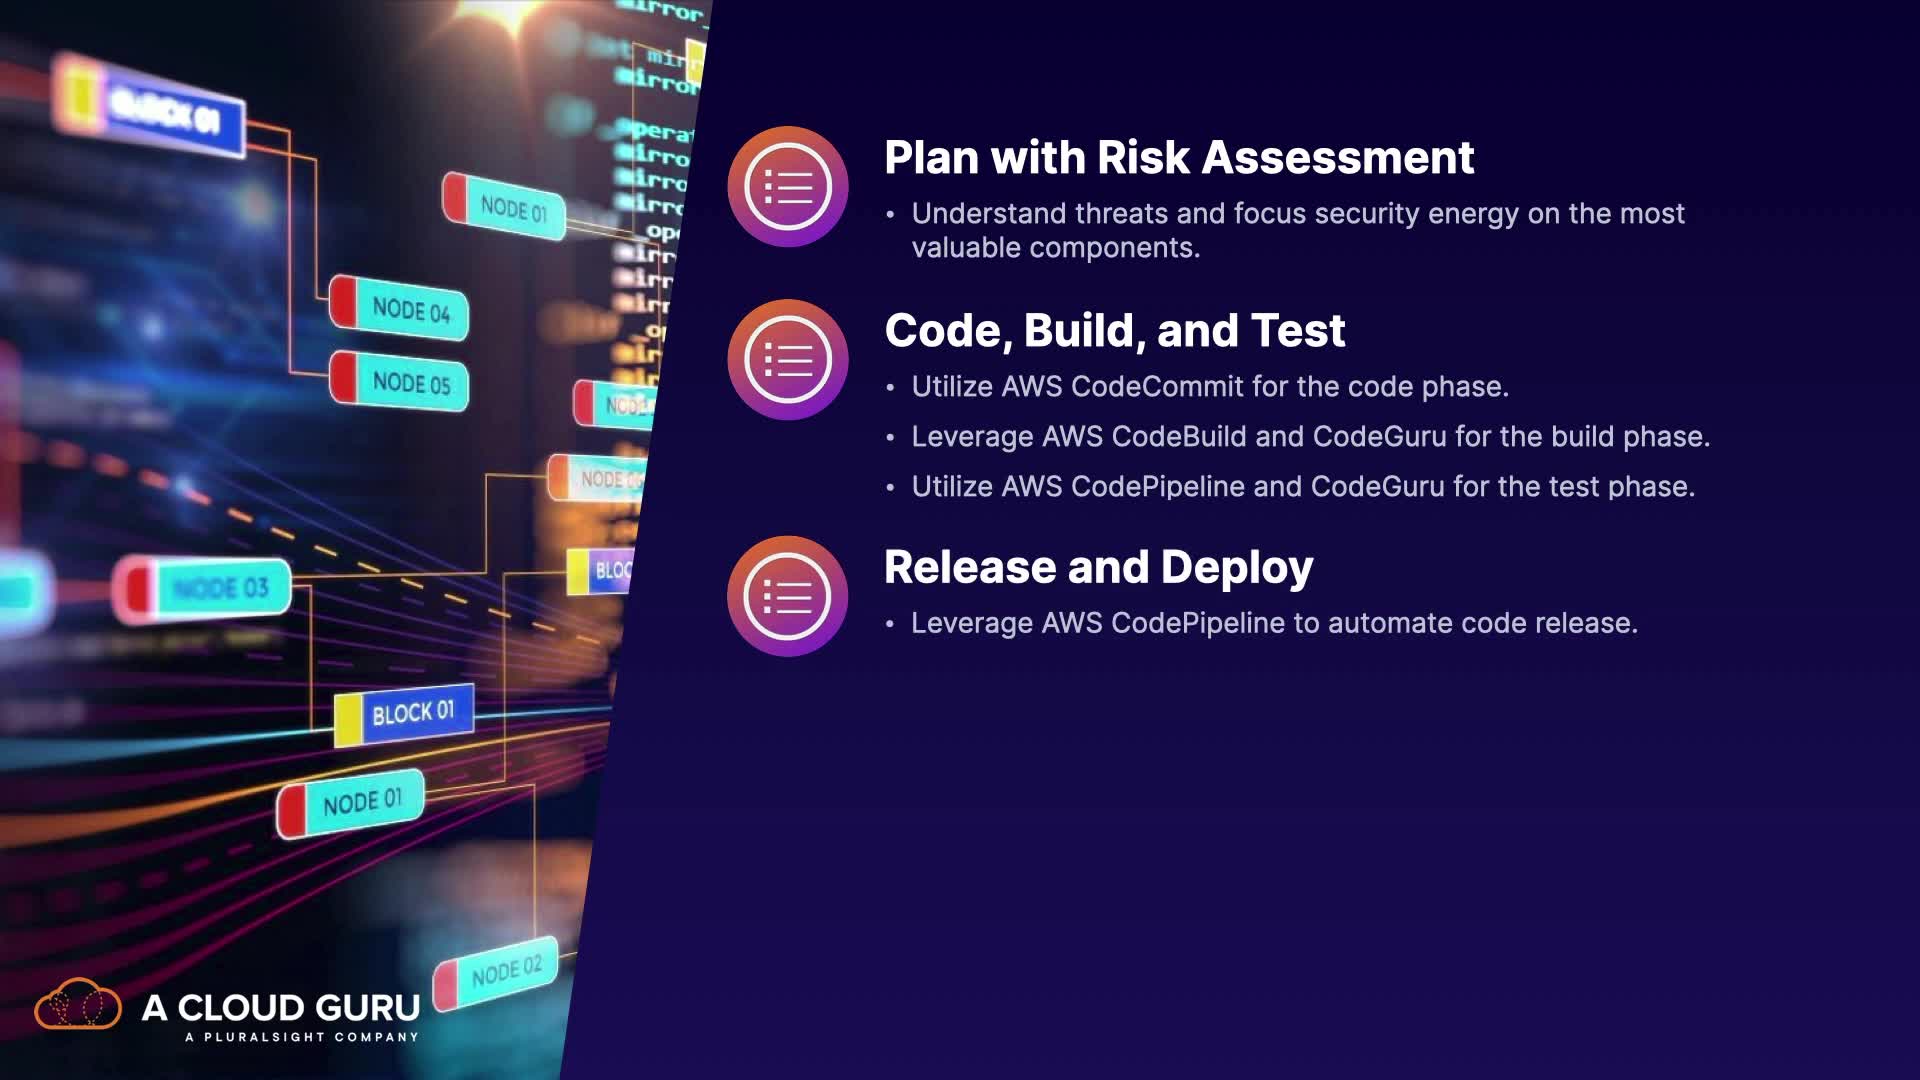 Plan with Risk Assessment
• Understand threats and focus security energy on the most
valuable components.
Code, Build, and Test
• Utilize AWS CodeCommit for the code phase.
• Leverage AWS CodeBuild and CodeGuru for the build phase.
• Utilize AWS CodePipeline and CodeGuru for the test phase.
Release and Deploy
• Leverage AWS CodePipeline to automate code release.
BLOCK 01
NODE 01
NODE 04
NODE 05
NODE 03
BLOCK 01
NODE 01
NODE 02
A CLOUD GURU
A PLURALSIGHT COMPANY